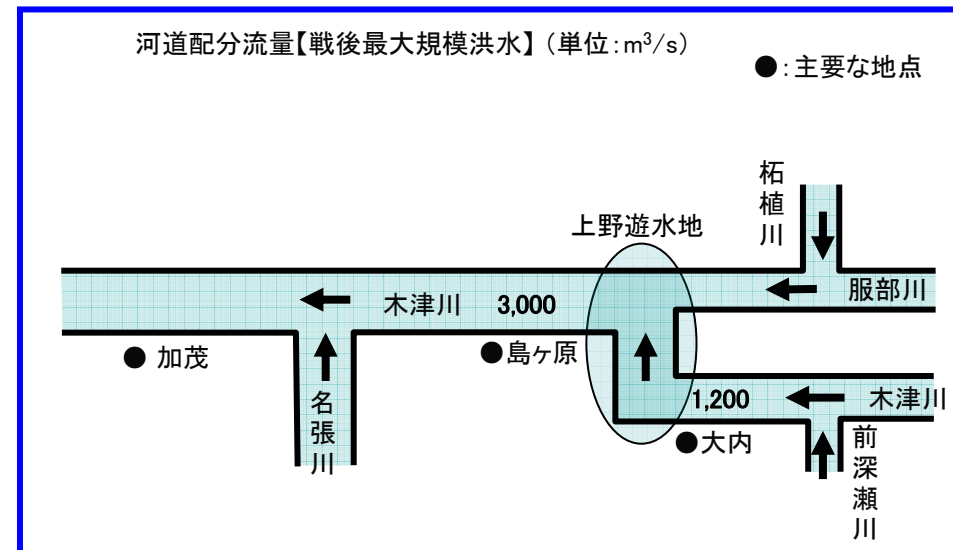 河道配分流量【戦後最大規模洪水】（単位：m³/s）
●：主要な地点
柘植川
上野遊水地
服部川
木津川 3,000
●加茂
●島ヶ原
名張川
1,200
木津川
●大内
前深瀬川